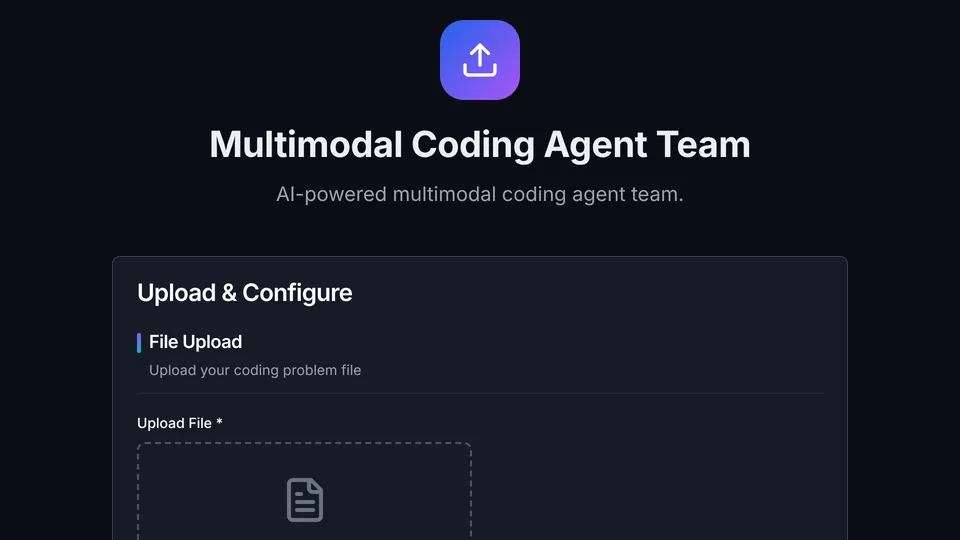 Multimodal Coding Agent Team
AI-powered multimodal coding agent team.
Upload & Configure
File Upload
Upload your coding problem file
Upload File *